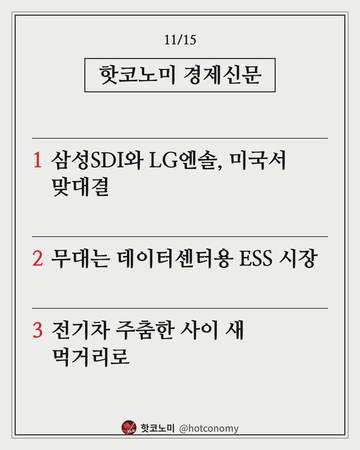 11/15
핫코노미 경제신문
1 삼성SDI와 LG엔솔, 미국서
맞대결
2 무대는 데이터센터용 ESS 시장
3 전기차 주춤한 사이 새
먹거리로
핫코노미 @hotconomy